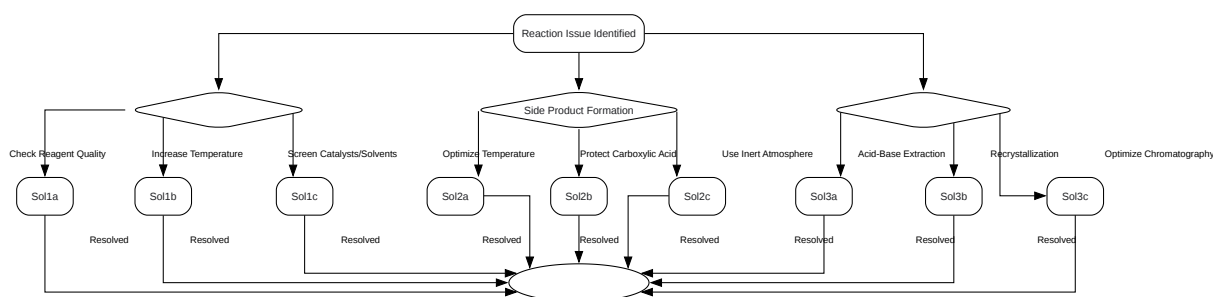 Reaction Issue Identified
Side Product Formation
Check Reagent Quality
Increase Temperature
Screen Catalysts/Solvents
Optimize Temperature
Protect Carboxylic Acid
Use Inert Atmosphere
Acid-Base Extraction
Recrystallization
Optimize Chromatography
Sol1a
Sol1b
Sol1c
Sol2a
Sol2b
Sol2c
Sol3a
Sol3b
Sol3c
Resolved
Resolved
Resolved
Resolved
Resolved
Resolved
Resolved
Resolved
Resolved